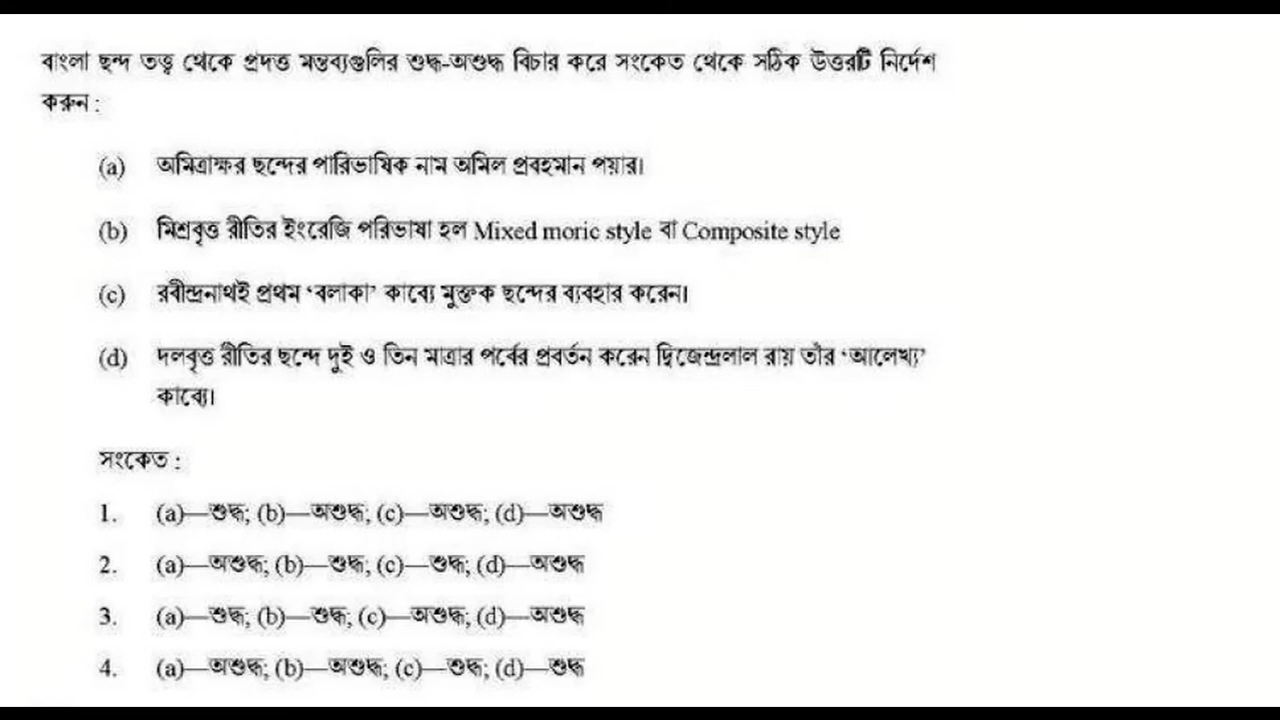 বাংলা ছন্দ তত্ত্ব থেকে প্রদত্ত মন্তব্যগুলির শুদ্ধ-অশুদ্ধ বিচার করে সংকেত থেকে সঠিক উত্তরটি নির্দেশ
করুন :
(a) অমিত্রাক্ষর ছন্দের পারিভাষিক নাম অমিল প্রবহমান পয়ার।
(b) মিশ্রবৃত্ত রীতির ইংরেজি পরিভাষা হল Mixed moric style বা Composite style
(c) রবীন্দ্রনাথই প্রথম ‘বলাকা’ কাব্যে মুক্তক ছন্দের ব্যবহার করেন।
(d) দলবৃত্ত রীতির ছন্দে দুই ও তিন মাত্রার পর্বের প্রবর্তন করেন দ্বিজেন্দ্রলাল রায় তাঁর ‘আলেখ্য’
কাব্যে।
সংকেত :
1. (a)—শুদ্ধ; (b)—অশুদ্ধ; (c)—অশুদ্ধ; (d)—অশুদ্ধ
2. (a)—অশুদ্ধ; (b)—শুদ্ধ; (c)—শুদ্ধ; (d)—অশুদ্ধ
3. (a)—শুদ্ধ; (b)—শুদ্ধ; (c)—অশুদ্ধ; (d)—অশুদ্ধ
4. (a)—অশুদ্ধ; (b)—অশুদ্ধ; (c)—শুদ্ধ; (d)—শুদ্ধ